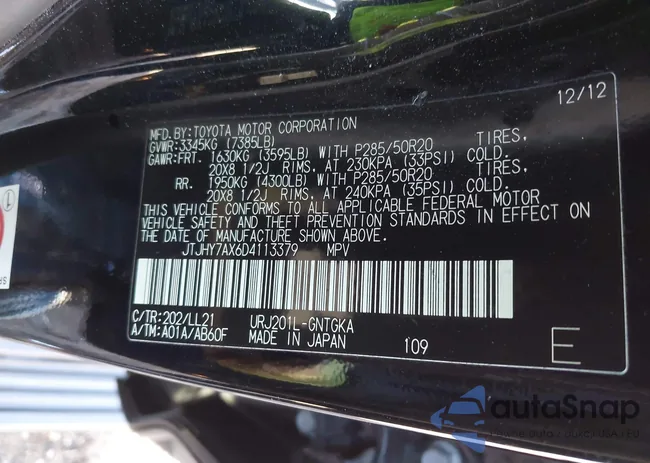 12/12
MFD. BY: TOYOTA MOTOR CORPORATION
GVWR: 3345KG (7385LB)
GAWR: FRT. 1630KG (3595LB) WITH P285/50R20 TIRES,
20X8 1/2J RIMS, AT 230KPA (33PSI) COLD.
RR. 1950KG (4300LB) WITH P285/50R20 TIRES,
20X8 1/2J RIMS, AT 240KPA (35PSI) COLD.
THIS VEHICLE CONFORMS TO ALL APPLICABLE FEDERAL MOTOR
VEHICLE SAFETY AND THEFT PREVENTION STANDARDS IN EFFECT ON
THE DATE OF MANUFACTURE SHOWN ABOVE.
JTJHY7AX6D4113379 MPV
C/TR: 202/LL21 URJ201L-GNTGKA
A/TM: A01A/AB60F MADE IN JAPAN 109 E
autoSnap